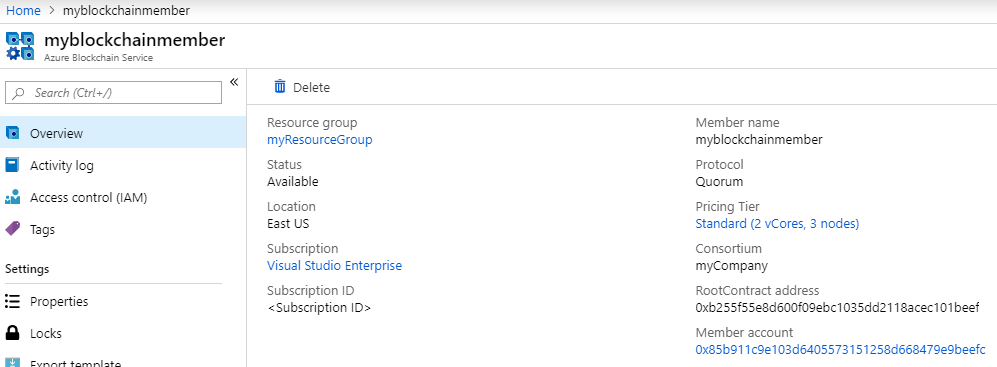 Home > myblockchainmember
myblockchainmember
Azure Blockchain Service
Search (Ctrl+/)
«
Overview
Activity log
Access control (IAM)
Tags
Settings
Properties
Locks
Export template
Delete
Resource group
myResourceGroup
Status
Available
Location
East US
Subscription
Visual Studio Enterprise
Subscription ID
<Subscription ID>
Member name
myblockchainmember
Protocol
Quorum
Pricing Tier
Standard (2 vCores, 3 nodes)
Consortium
myCompany
RootContract address
0xb255f55e8d600f09ebc1035dd2118acec101beef
Member account
0x85b911c9e103d6405573151258d668479e9beefc